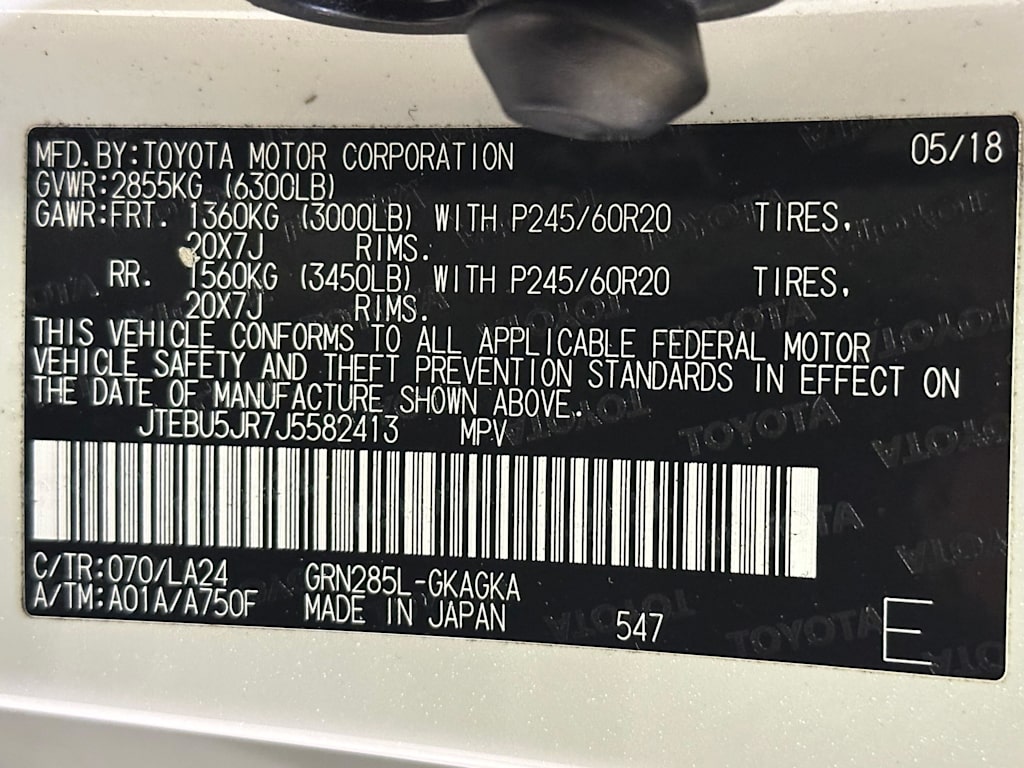 MFD.BY:TOYOTA MOTOR CORPORATION 05/18
GVWR:2855KG (6300LB)
GAWR:FRT. 1360KG (3000LB) WITH P245/60R20 TIRES,
20X7J RIMS.
RR. 1560KG (3450LB) WITH P245/60R20 TIRES,
20X7J RIMS.
THIS VEHICLE CONFORMS TO ALL APPLICABLE FEDERAL MOTOR
VEHICLE SAFETY AND THEFT PREVENTION STANDARDS IN EFFECT ON
THE DATE OF MANUFACTURE SHOWN ABOVE.
JTEBU5JR7J5582413 MPV
C/TR:070/LA24 GRN285L-GKAGKA
A/TM:A01A/A750F MADE IN JAPAN 547 E